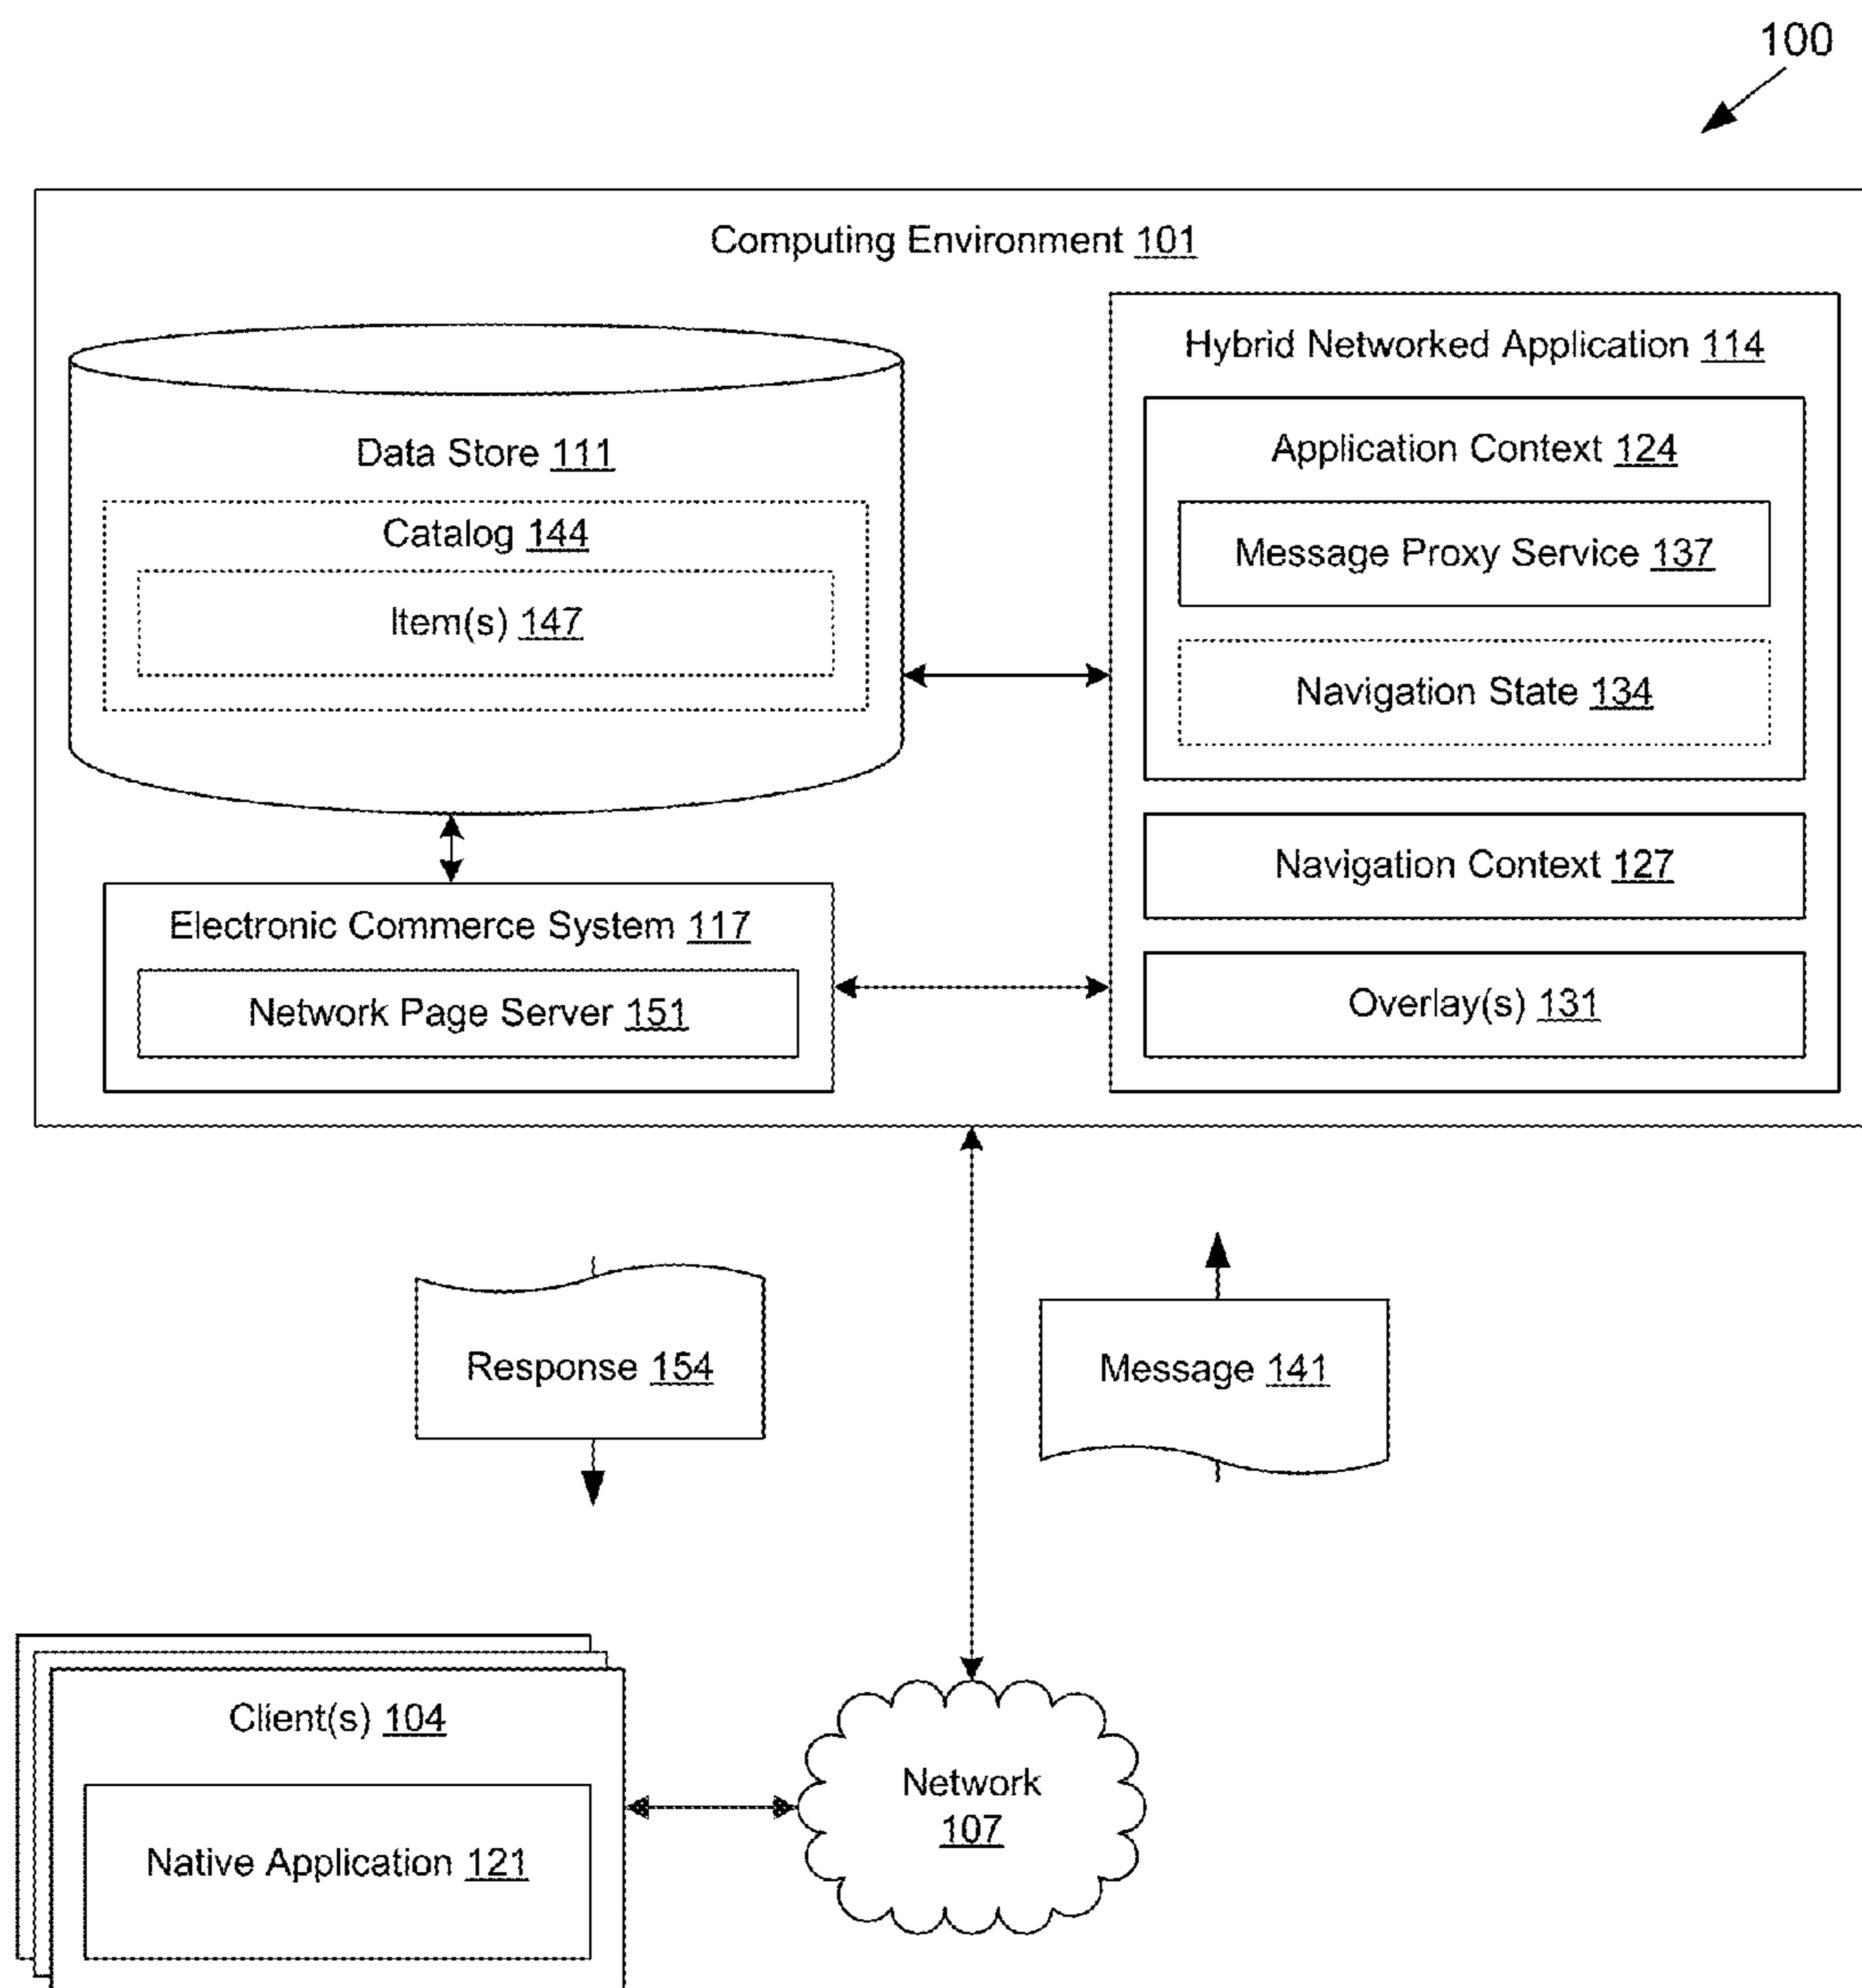 100
Computing Environment 101
Data Store 111
Catalog 144
Item(s) 147
Electronic Commerce System 117
Network Page Server 151
Hybrid Networked Application 114
Application Context 124
Message Proxy Service 137
Navigation State 134
Navigation Context 127
Overlay(s) 131
Response 154
Message 141
Client(s) 104
Native Application 121
Network
107